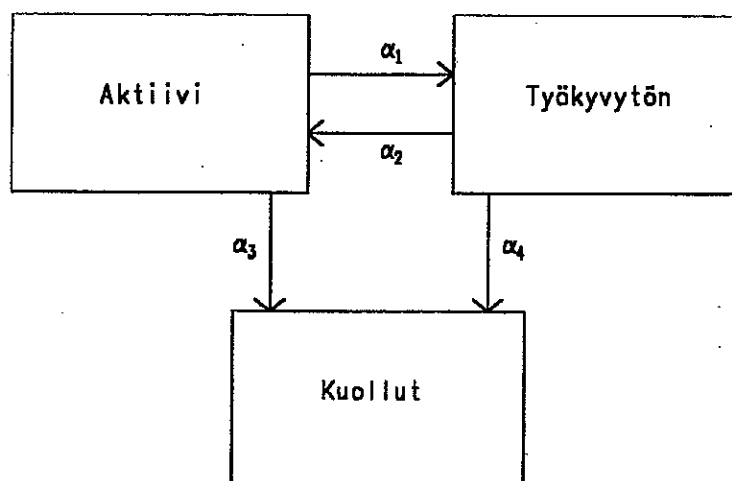 α₁
Aktiivi
Työkyvytön
α₂
α₃
α₄
Kuollut